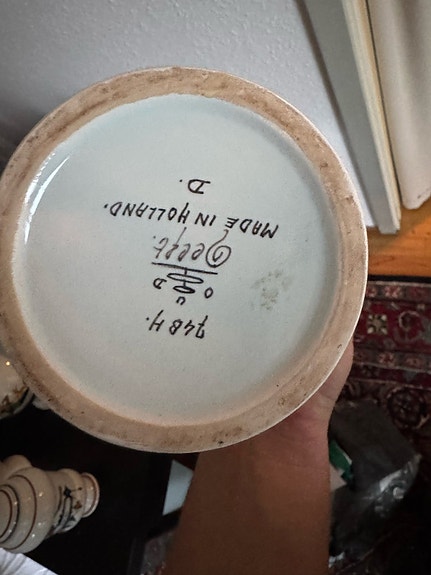 748 H.
O U D
Delft.
MADE IN HOLLAND.
D.